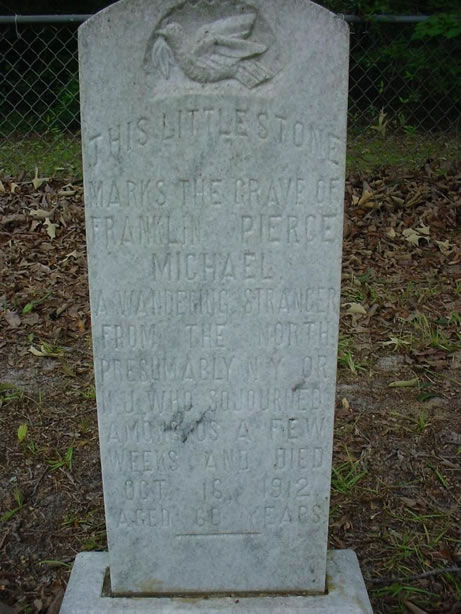 THIS LITTLE STONE
MARKS THE GRAVE OF
FRANKLIN PIERCE
MICHAEL
A WANDERING STRANGER
FROM THE NORTH
PRESUMABLY N.Y. OR
N.J. WHO SOJOURNED
AMONG US A FEW
WEEKS AND DIED
OCT. 18, 1912
AGED 60 YEARS